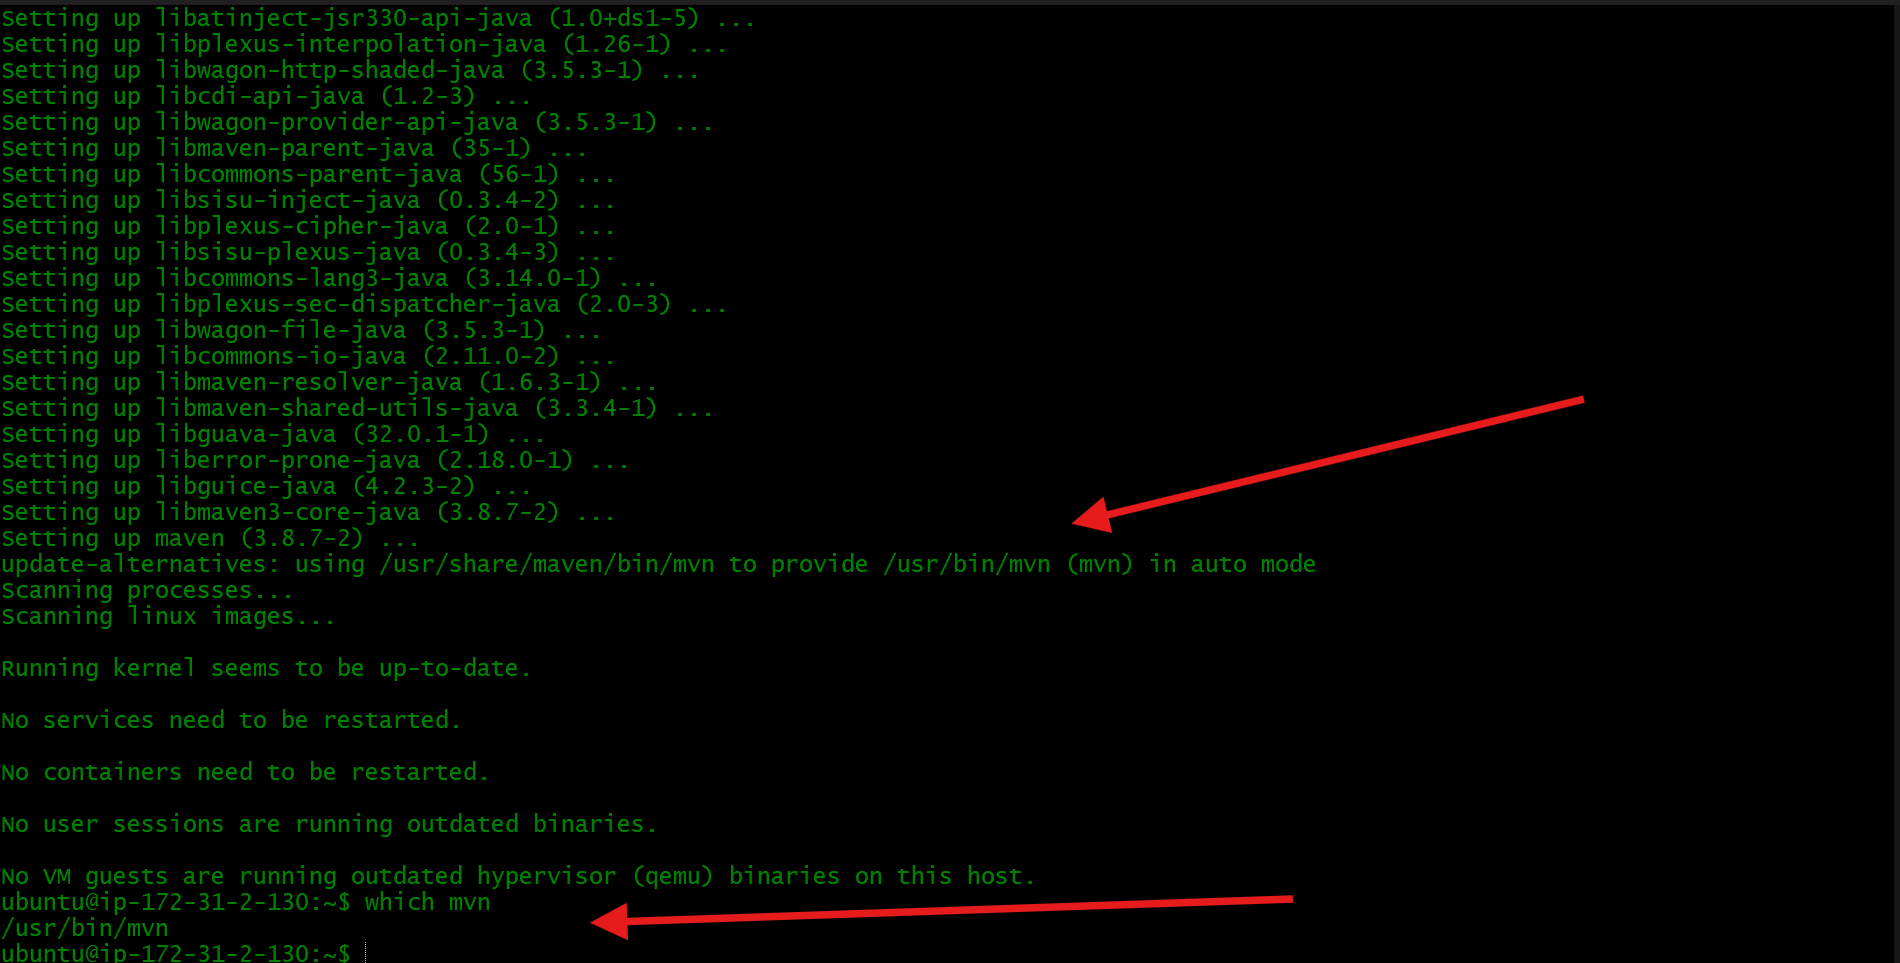 Setting up libatinject-jsr330-api-java (1.0+ds1-5) ...
Setting up libplexus-interpolation-java (1.26-1) ...
Setting up libwagon-http-shaded-java (3.5.3-1) ...
Setting up libcdi-api-java (1.2-3) ...
Setting up libwagon-provider-api-java (3.5.3-1) ...
Setting up libmaven-parent-java (35-1) ...
Setting up libcommons-parent-java (56-1) ...
Setting up libsisu-inject-java (0.3.4-2) ...
Setting up libplexus-cipher-java (2.0-1) ...
Setting up libsisu-plexus-java (0.3.4-3) ...
Setting up libcommons-lang3-java (3.14.0-1) ...
Setting up libplexus-sec-dispatcher-java (2.0-3) ...
Setting up libwagon-file-java (3.5.3-1) ...
Setting up libcommons-io-java (2.11.0-2) ...
Setting up libmaven-resolver-java (1.6.3-1) ...
Setting up libmaven-shared-utils-java (3.3.4-1) ...
Setting up libguava-java (32.0.1-1) ...
Setting up liberror-prone-java (2.18.0-1) ...
Setting up libguice-java (4.2.3-2) ...
Setting up libmaven3-core-java (3.8.7-2) ...
Setting up maven (3.8.7-2) ...
update-alternatives: using /usr/share/maven/bin/mvn to provide /usr/bin/mvn (mvn) in auto mode
Scanning processes...
Scanning linux images...
Running kernel seems to be up-to-date.
No services need to be restarted.
No containers need to be restarted.
No user sessions are running outdated binaries.
No VM guests are running outdated hypervisor (qemu) binaries on this host.
ubuntu@ip-172-31-2-130:~$ which mvn
/usr/bin/mvn
ubuntu@ip-172-31-2-130:~$